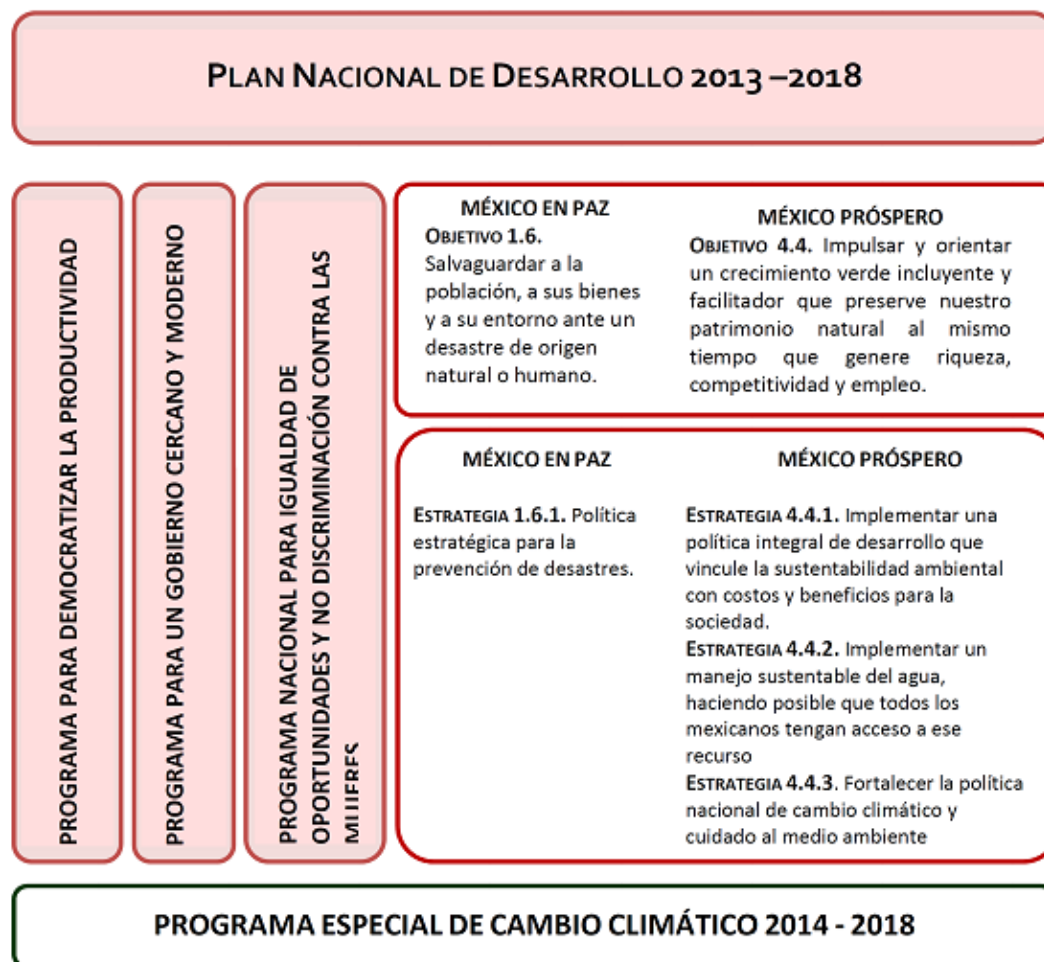 PLAN NACIONAL DE DESARROLLO 2013 –2018
PROGRAMA PARA DEMOCRATIZAR LA PRODUCTIVIDAD
PROGRAMA PARA UN GOBIERNO CERCANO Y MODERNO
PROGRAMA NACIONAL PARA IGUALDAD DE
OPORTUNIDADES Y NO DISCRIMINACIÓN CONTRA LAS
MUJERES
MÉXICO EN PAZ
OBJETIVO 1.6.
Salvaguardar a la
población, a sus bienes
y a su entorno ante un
desastre de origen
natural o humano.
MÉXICO PRÓSPERO
OBJETIVO 4.4. Impulsar y orientar
un crecimiento verde incluyente y
facilitador que preserve nuestro
patrimonio natural al mismo
tiempo que genere riqueza,
competitividad y empleo.
MÉXICO EN PAZ
ESTRATEGIA 1.6.1. Política
estratégica para la
prevención de desastres.
MÉXICO PRÓSPERO
ESTRATEGIA 4.4.1. Implementar una
política integral de desarrollo que
vincule la sustentabilidad ambiental
con costos y beneficios para la
sociedad.
ESTRATEGIA 4.4.2. Implementar un
manejo sustentable del agua,
haciendo posible que todos los
mexicanos tengan acceso a ese
recurso
ESTRATEGIA 4.4.3. Fortalecer la política
nacional de cambio climático y
cuidado al medio ambiente
PROGRAMA ESPECIAL DE CAMBIO CLIMÁTICO 2014 - 2018